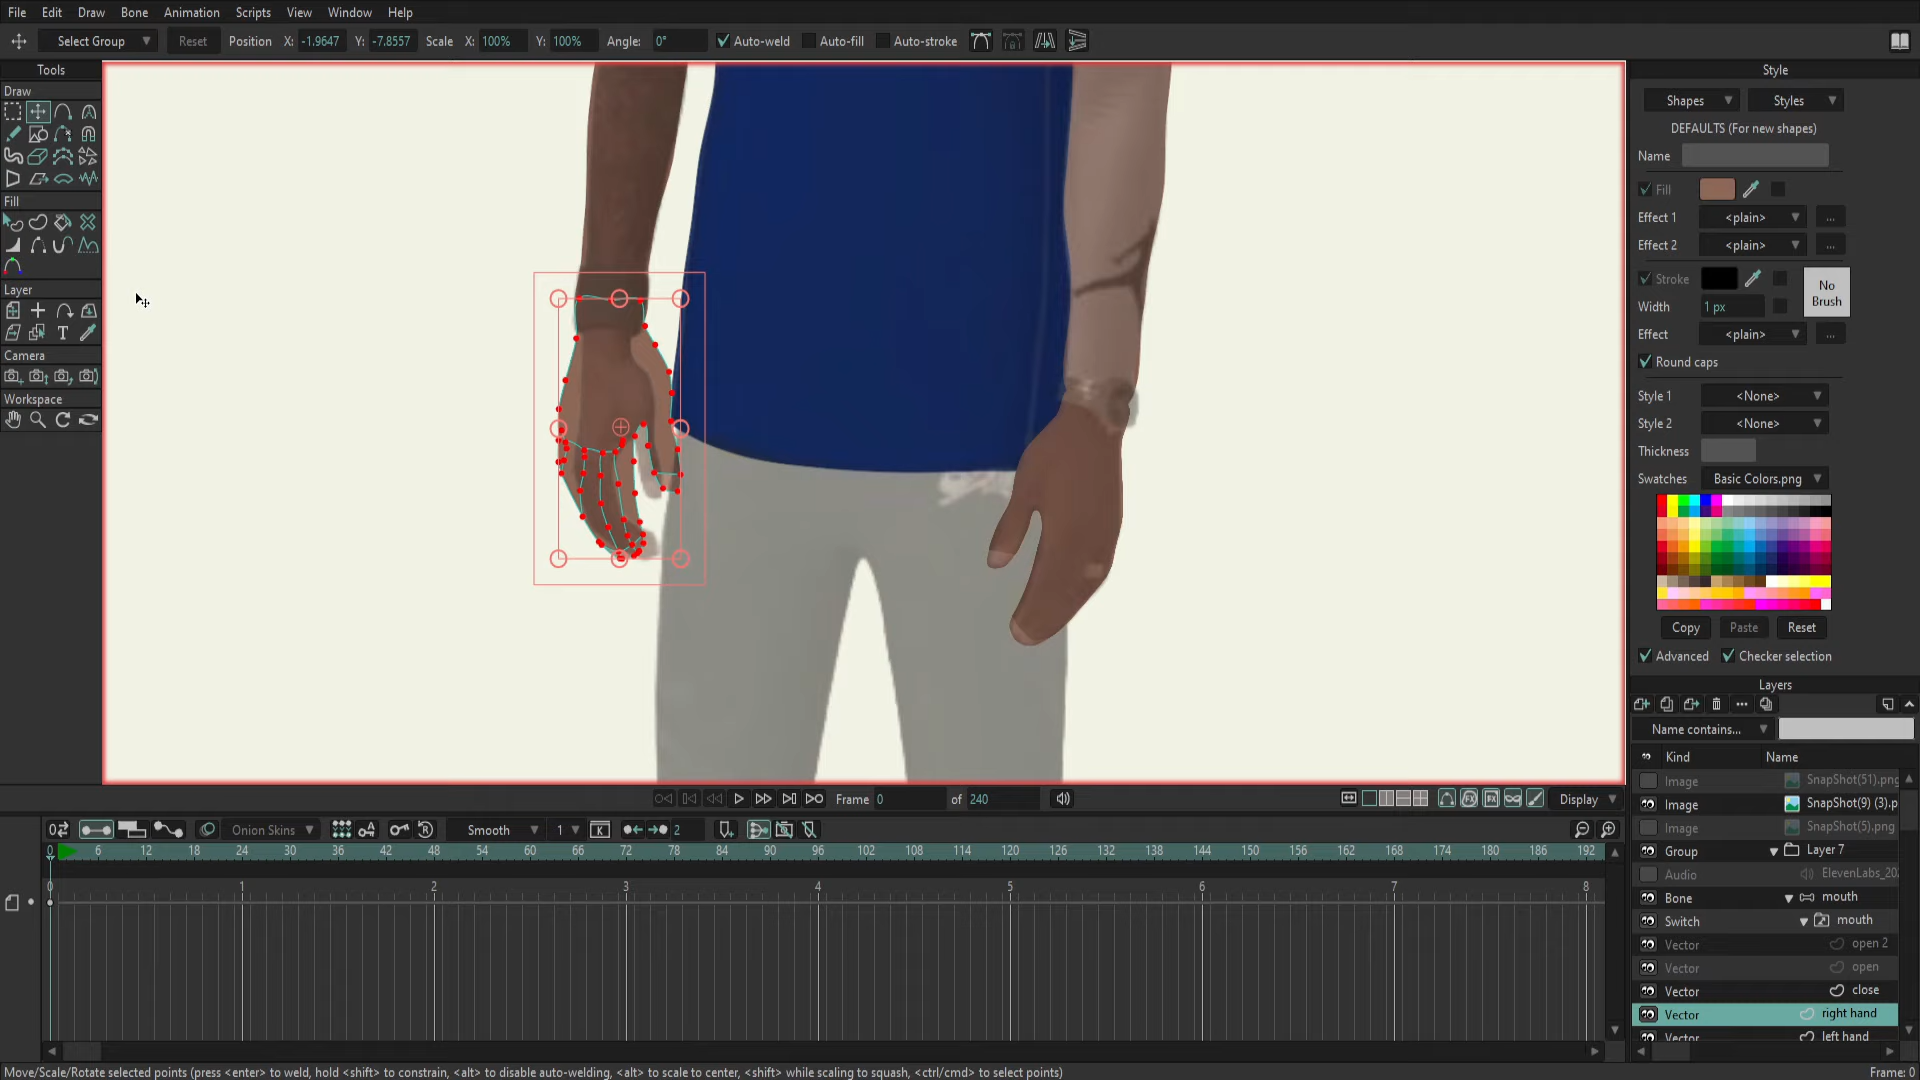 File Edit Draw Bone Animation Scripts View Window Help
Select Group Reset Position X: -1.9647 Y: -7.8557 Scale X: 100% Y: 100% Angle: 0° Auto-weld Auto-fill Auto-stroke
Tools
Draw
Fill
Layer
Camera
Workspace
Style
Shapes Styles
DEFAULTS (For new shapes)
Name
Fill
Effect 1 <plain> ...
Effect 2 <plain> ...
Stroke
No Brush
Width 1 px
Effect <plain> ...
Round caps
Style 1 <None>
Style 2 <None>
Thickness
Swatches Basic Colors.png
Copy Paste Reset
Advanced Checker selection
Layers
Name contains...
Kind Name
Image SnapShot(51).png
Image SnapShot(9) (3).p
Image SnapShot(5).png
Group Layer 7
Audio ElevenLabs_20
Bone mouth
Switch mouth
Vector open 2
Vector open
Vector close
Vector right hand
Vector left hand
Frame 0 of 240 Display
Onion Skins Smooth 1 2
0 6 12 18 24 30 36 42 48 54 60 66 72 78 84 90 96 102 108 114 120 126 132 138 144 150 156 162 168 174 180 186 192
0 1 2 3 4 5 6 7 8
Move/Scale/Rotate selected points (press <enter> to weld, hold <shift> to constrain, <alt> to disable auto-welding, <alt> to scale to center, <shift> while scaling to squash, <ctrl/cmd> to select points) Frame: 0